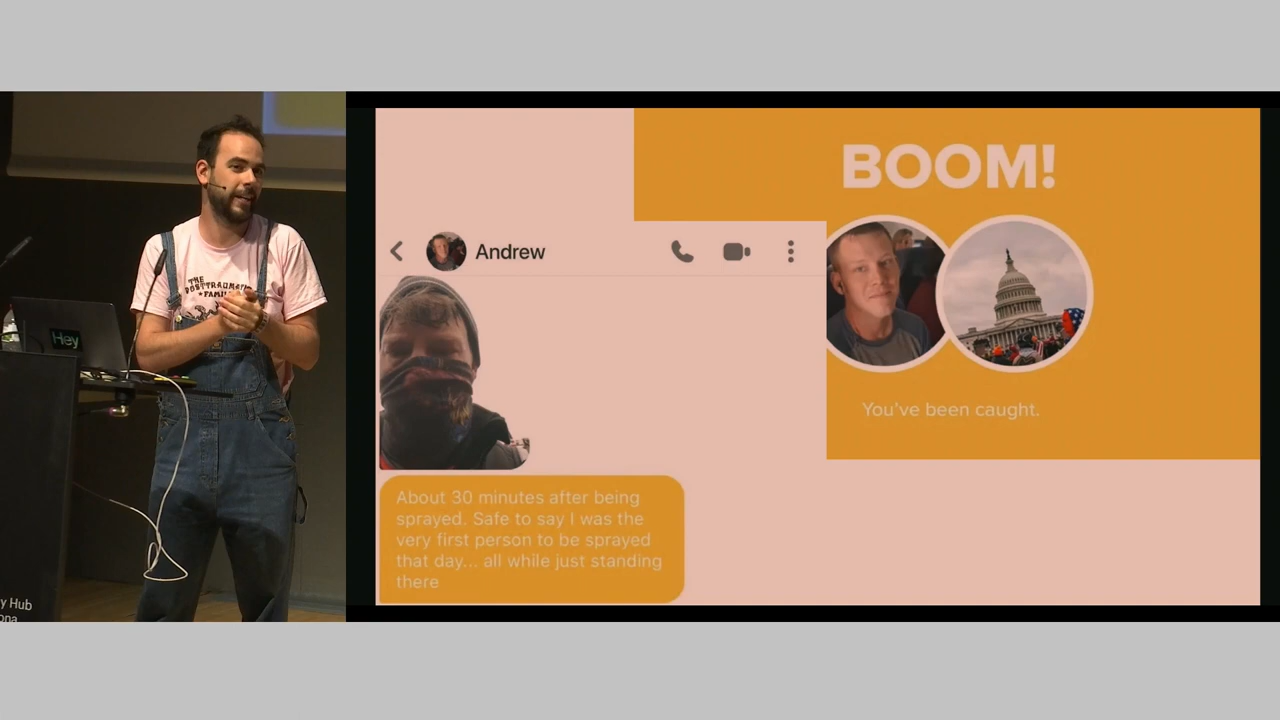 THE
POSTTRAUMATIC
★FAMILY
Hey
y Hub
ona
BOOM!
Andrew
You've been caught.
About 30 minutes after being
sprayed. Safe to say I was the
very first person to be sprayed
that day... all while just standing
there